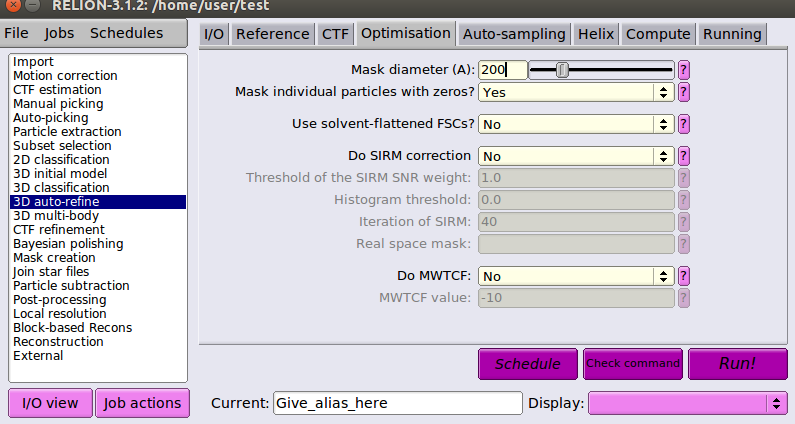 RELION-3.1.2: /home/user/test
File Jobs Schedules
I/O Reference CTF Optimisation Auto-sampling Helix Compute Running
Import
Motion correction
CTF estimation
Manual picking
Auto-picking
Particle extraction
Subset selection
2D classification
3D initial model
3D classification
3D auto-refine
3D multi-body
CTF refinement
Bayesian polishing
Mask creation
Join star files
Particle subtraction
Post-processing
Local resolution
Block-based Recons
Reconstruction
External
Mask diameter (A): 200 ?
Mask individual particles with zeros? Yes ?
Use solvent-flattened FSCs? No ?
Do SIRM correction No ?
Threshold of the SIRM SNR weight: 1.0 ?
Histogram threshold: 0.0 ?
Iteration of SIRM: 40 ?
Real space mask: ?
Do MWTCF: No ?
MWTCF value: -10 ?
Schedule Check command Run!
I/O view Job actions Current: Give_alias_here Display: